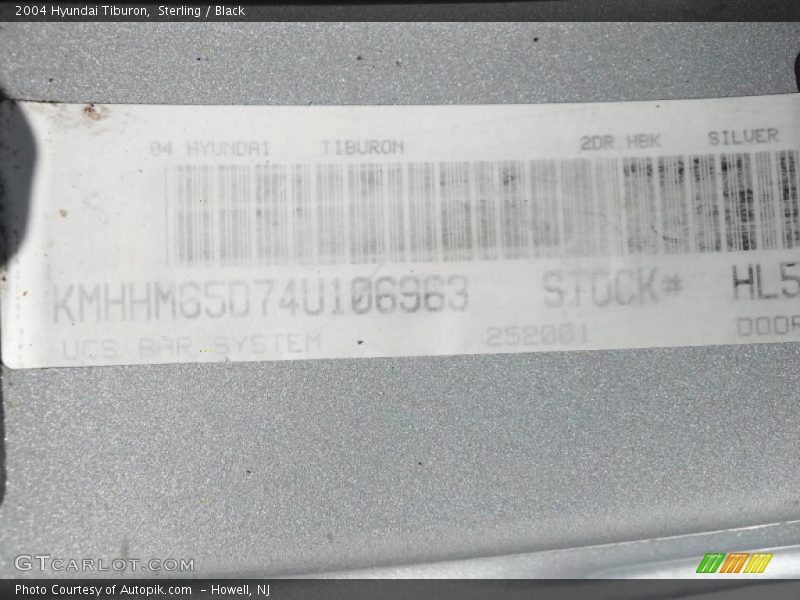 2004 Hyundai Tiburon, Sterling / Black
04 HYUNDAI TIBURON 2DR HBK SILVER
KMHHM65D74U106963 STOCK# HL5
UCS BAR SYSTEM 252001 DOOR
GTCARLOT.COM
Photo Courtesy of Autopik.com - Howell, NJ